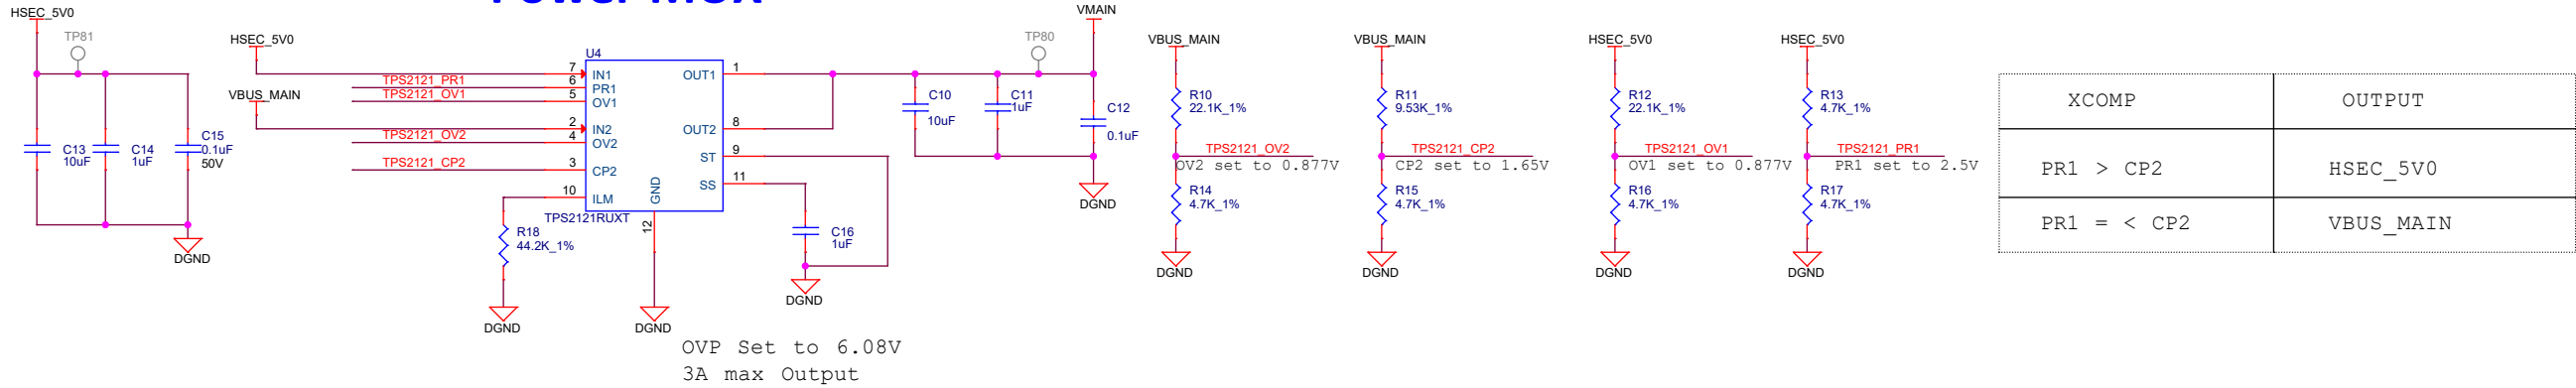 Power MUX
HSEC_5V0
TP81
C13
10uF
C14
1uF
C15
0.1uF
50V
DGND
HSEC_5V0
TPS2121_PR1
TPS2121_OV1
VBUS_MAIN
TPS2121_OV2
TPS2121_CP2
U4
7 IN1
6 PR1
5 OV1
2 IN2
4 OV2
3 CP2
10 ILM
GND
12
OUT1 1
OUT2 8
ST 9
SS 11
TPS2121RUXT
R18
44.2K_1%
DGND
DGND
C16
1uF
DGND
TP80
VMAIN
C10
10uF
C11
1uF
C12
0.1uF
DGND
OVP Set to 6.08V
3A max Output
VBUS_MAIN
R10
22.1K_1%
TPS2121_OV2
OV2 set to 0.877V
R14
4.7K_1%
DGND
VBUS_MAIN
R11
9.53K_1%
TPS2121_CP2
CP2 set to 1.65V
R15
4.7K_1%
DGND
HSEC_5V0
R12
22.1K_1%
TPS2121_OV1
OV1 set to 0.877V
R16
4.7K_1%
DGND
HSEC_5V0
R13
4.7K_1%
TPS2121_PR1
PR1 set to 2.5V
R17
4.7K_1%
DGND
XCOMP OUTPUT
PR1 > CP2 HSEC_5V0
PR1 = < CP2 VBUS_MAIN